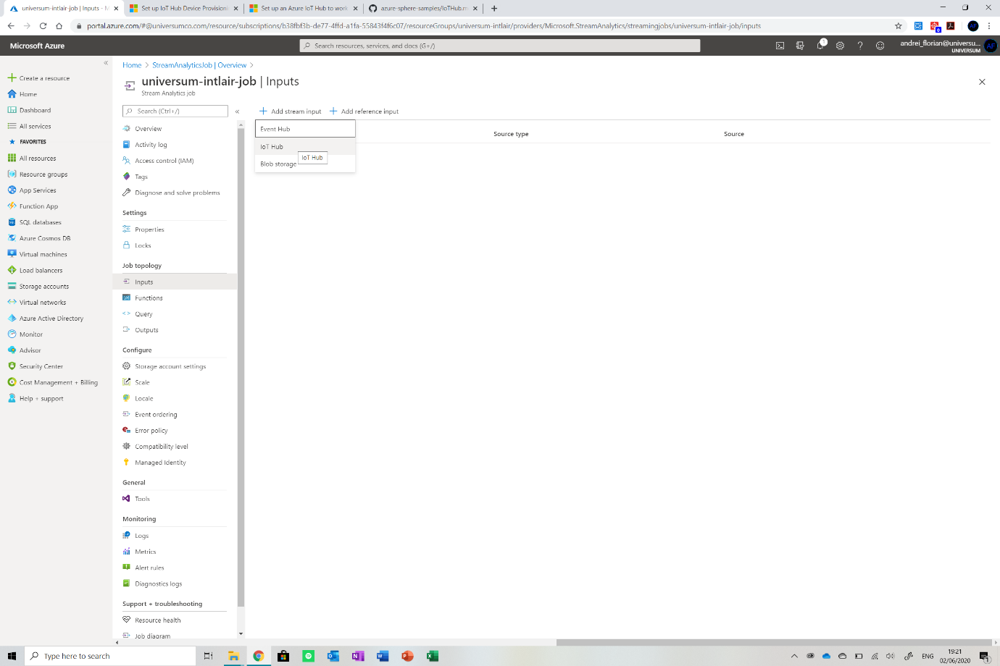 universum-intlair-job | Inputs - M
Set up IoT Hub Device Provisioni
Set up an Azure IoT Hub to work
azure-sphere-samples/IoTHub.m
portal.azure.com/#@universumco.com/resource/subscriptions/b38fbf3b-de77-4ffd-a1fa-55843f4f6c07/resourceGroups/universum-intlair/providers/Microsoft.StreamAnalytics/streamingjobs/universum-intlair-job/inputs
AF
Microsoft Azure
Search resources, services, and docs (G+/)
1
andrei_florian@universu...
UNIVERSUM
AF
Create a resource
Home
Dashboard
All services
FAVORITES
All resources
Resource groups
App Services
Function App
SQL databases
Azure Cosmos DB
Virtual machines
Load balancers
Storage accounts
Virtual networks
Azure Active Directory
Monitor
Advisor
Security Center
Cost Management + Billing
Help + support
Home > StreamAnalyticsJob | Overview >
universum-intlair-job | Inputs
Stream Analytics job
Search (Ctrl+/)
Overview
Activity log
Access control (IAM)
Tags
Diagnose and solve problems
Settings
Properties
Locks
Job topology
Inputs
Functions
Query
Outputs
Configure
Storage account settings
Scale
Locale
Event ordering
Error policy
Compatibility level
Managed Identity
General
Tools
Monitoring
Logs
Metrics
Alert rules
Diagnostics logs
Support + troubleshooting
Resource health
Job diagram
Add stream input
Add reference input
Event Hub
IoT Hub
IoT Hub
Blob storage
Source type
Source
Type here to search
ENG
19:21
02/06/2020